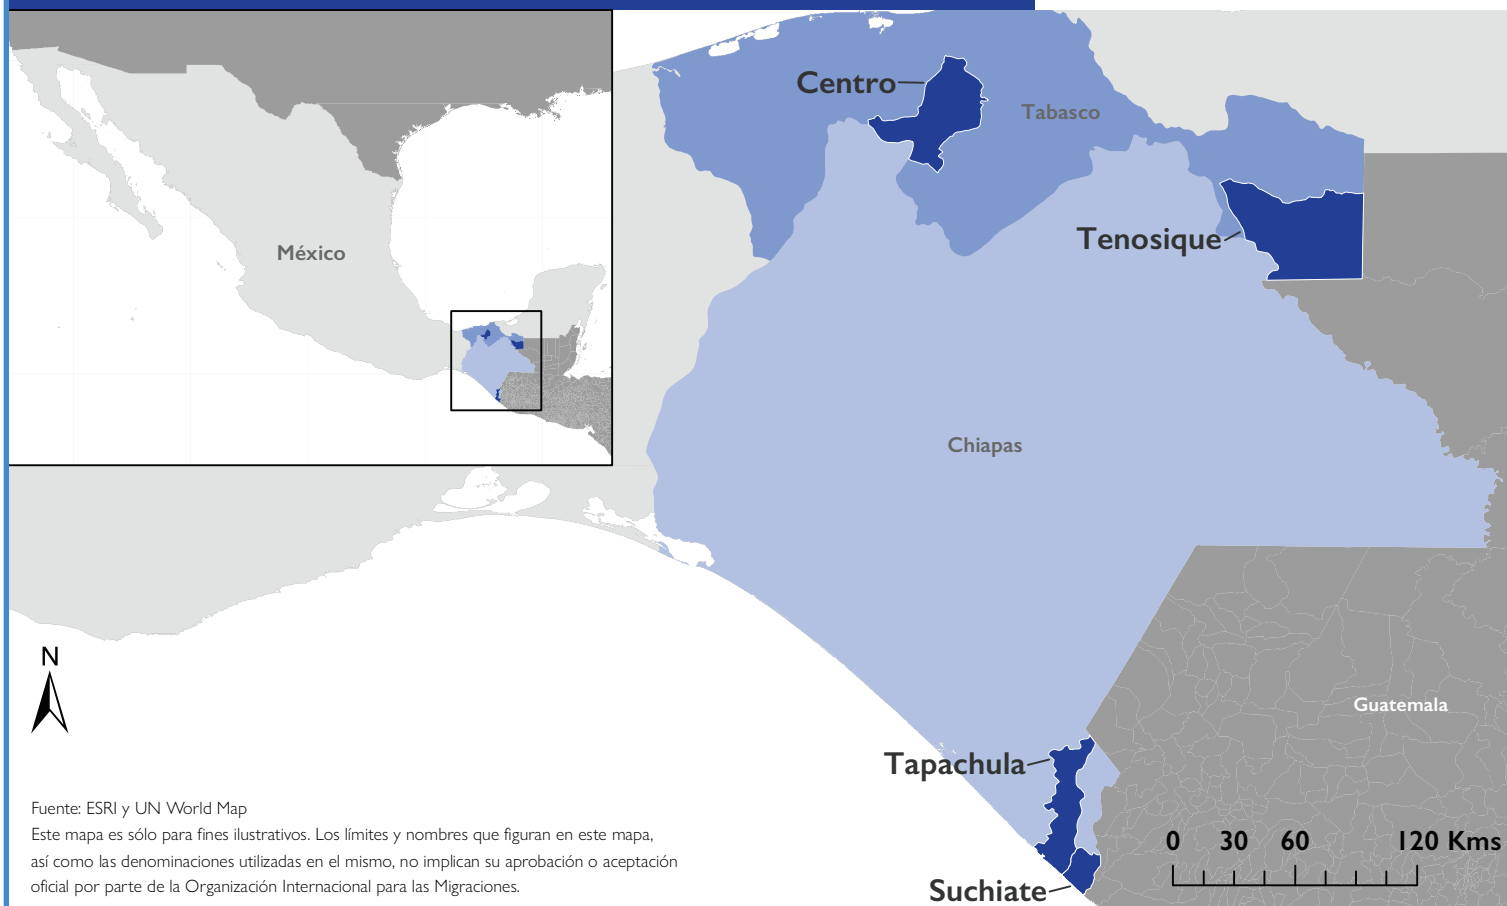 Centro
Tabasco
Tenosique
México
Chiapas
N
Guatemala
Tapachula
Fuente: ESRI y UN World Map
Este mapa es sólo para fines ilustrativos. Los límites y nombres que figuran en este mapa,
así como las denominaciones utilizadas en el mismo, no implican su aprobación o aceptación
oficial por parte de la Organización Internacional para las Migraciones.
0 30 60 120 Kms
Suchiate